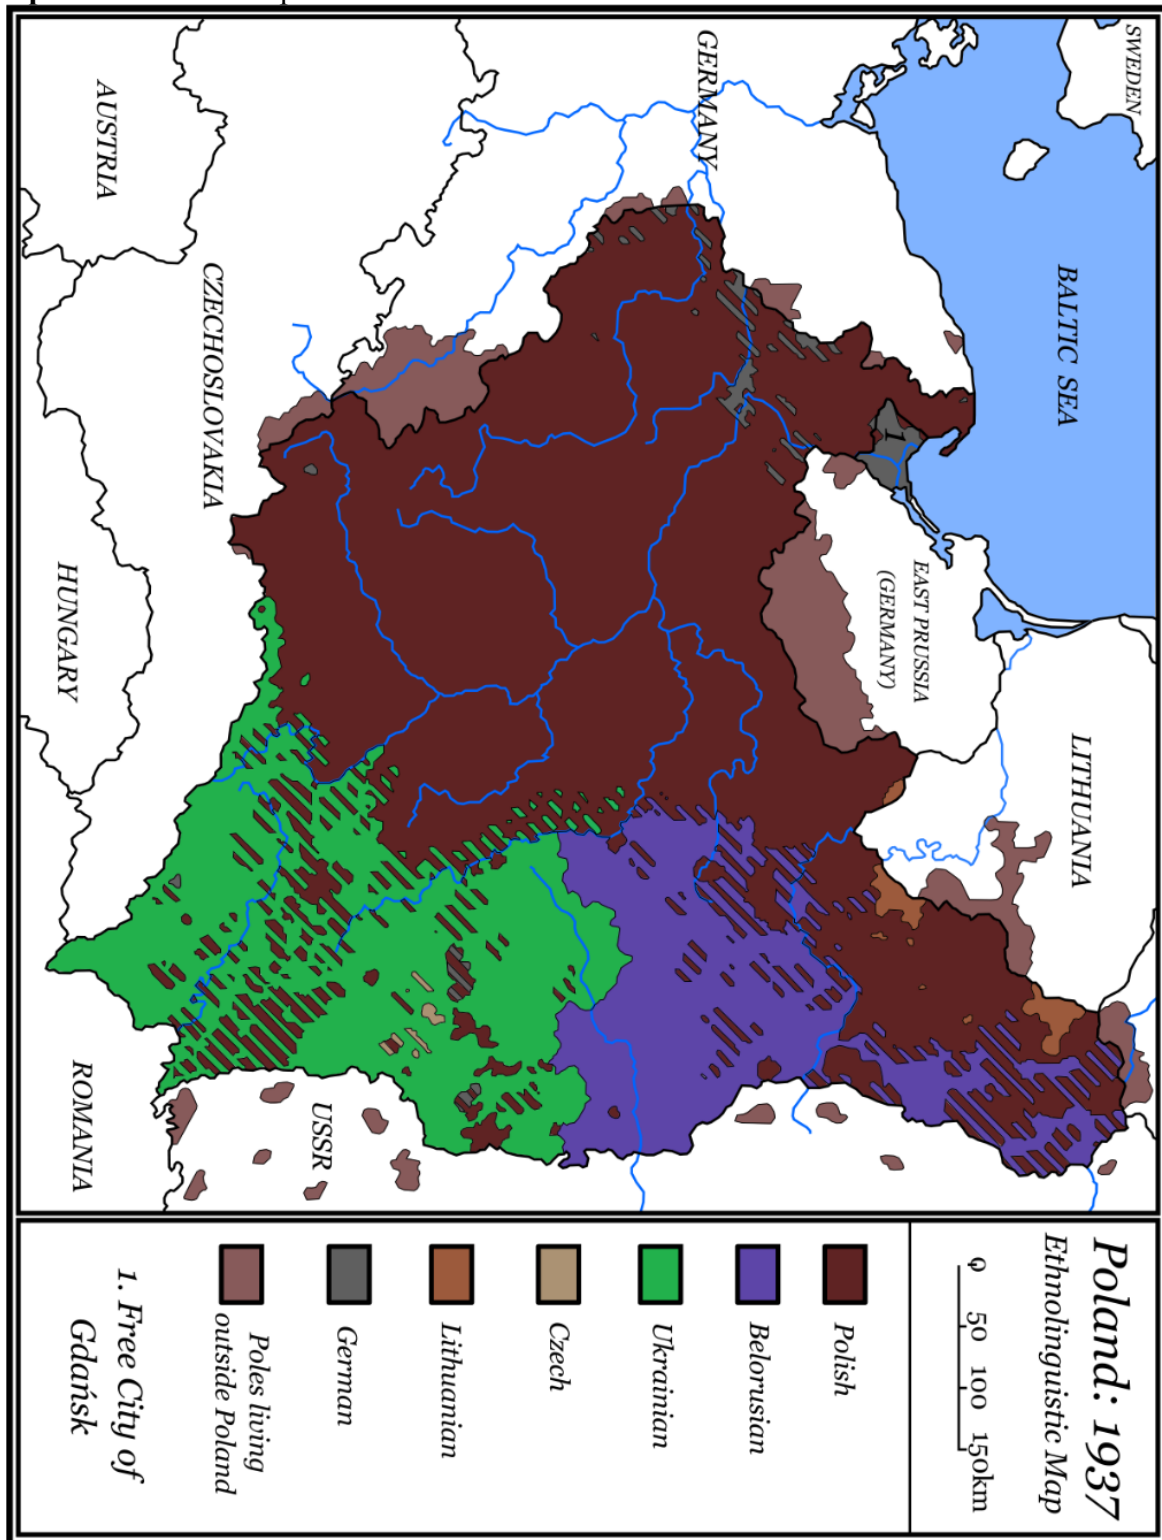 SWEDEN
BALTIC SEA
GERMANY
1
EAST PRUSSIA
(GERMANY)
LITHUANIA
AUSTRIA
CZECHOSLOVAKIA
HUNGARY
USSR
ROMANIA
Poland: 1937
Ethnolinguistic Map
0 50 100 150km
Polish
Belorusian
Ukrainian
Czech
Lithuanian
German
Poles living
outside Poland
1. Free City of
Gdańsk